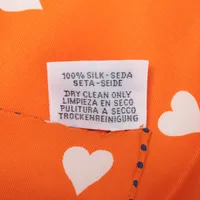 100% SILK-SEDA
SETA-SEIDE
DRY CLEAN ONLY
LIMPIEZA EN SECO
PULITURA A SECCO
TROCKENREINIGUNG